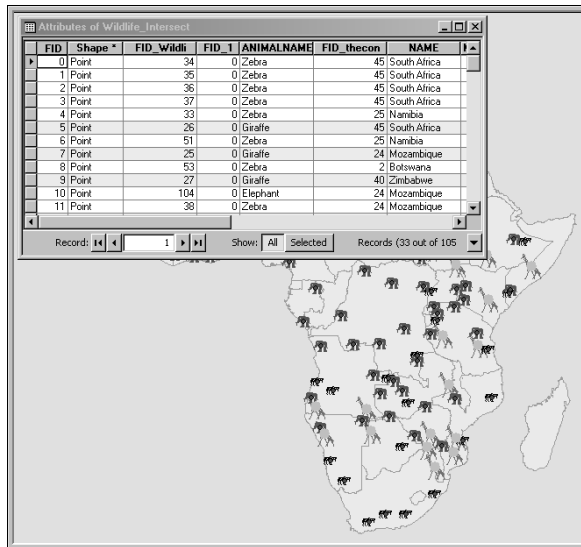 Attributes of Wildlife_Intersect
FID Shape * FID_Wildli FID_1 ANIMALNAME FID_thecon NAME
0 Point 34 0 Zebra 45 South Africa
1 Point 35 0 Zebra 45 South Africa
2 Point 36 0 Zebra 45 South Africa
3 Point 37 0 Zebra 45 South Africa
4 Point 33 0 Zebra 25 Namibia
5 Point 26 0 Giraffe 45 South Africa
6 Point 51 0 Zebra 25 Namibia
7 Point 25 0 Giraffe 24 Mozambique
8 Point 53 0 Zebra 2 Botswana
9 Point 27 0 Giraffe 40 Zimbabwe
10 Point 104 0 Elephant 24 Mozambique
11 Point 38 0 Zebra 24 Mozambique
Record: 1 Show: All Selected Records (33 out of 105